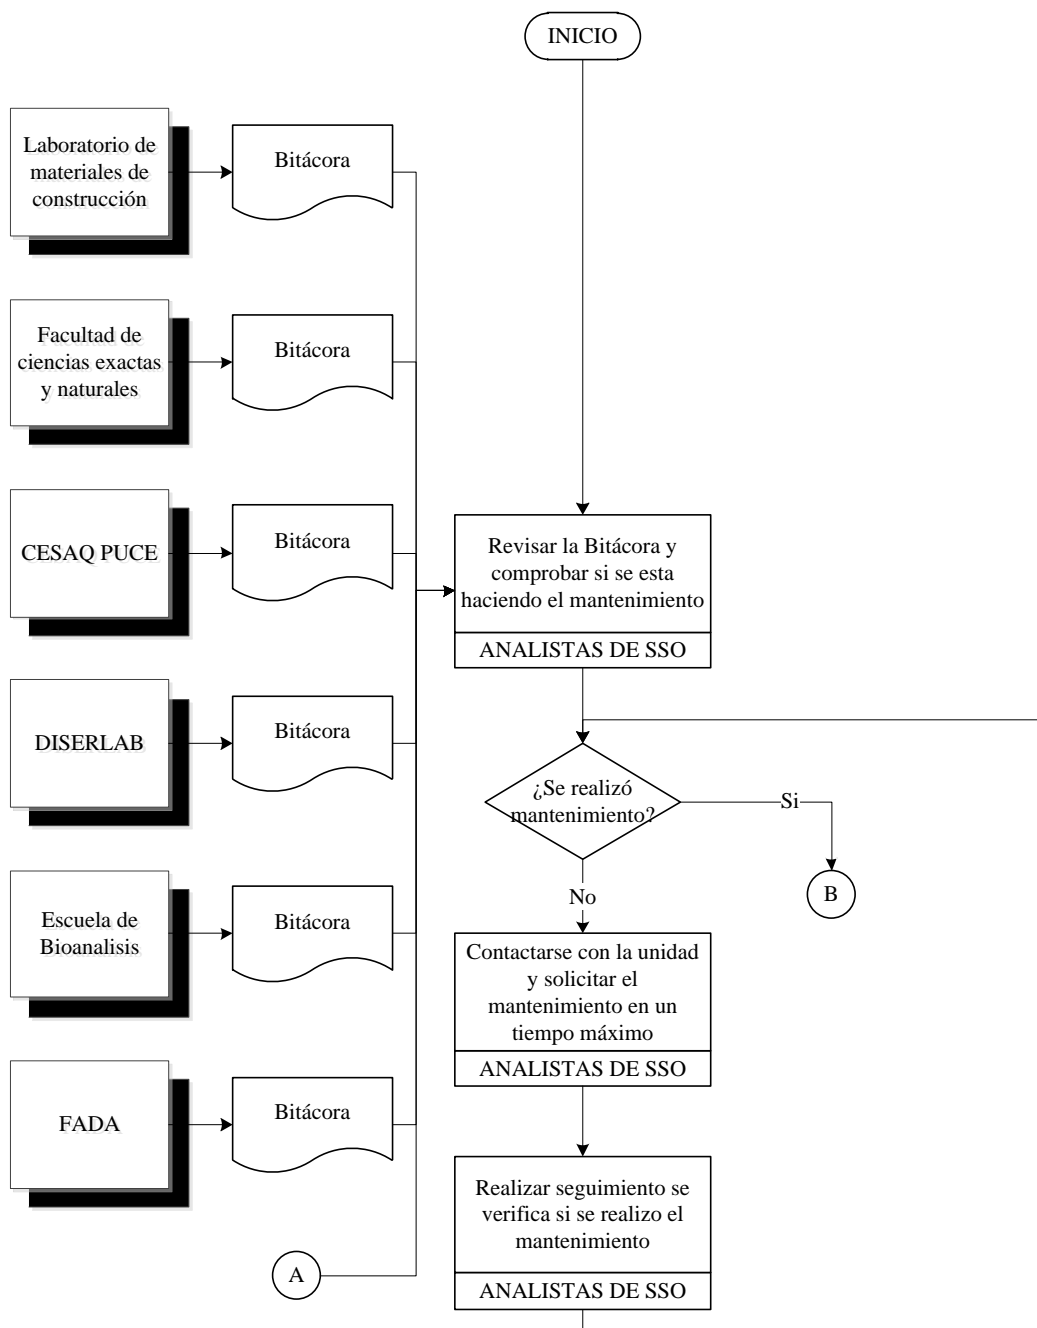 INICIO
Laboratorio de
materiales de
construcción
Bitácora
Facultad de
ciencias exactas
y naturales
Bitácora
CESAQ PUCE
Bitácora
Revisar la Bitácora y
comprobar si se esta
haciendo el mantenimiento
ANALISTAS DE SSO
DISERLAB
Bitácora
¿Se realizó
mantenimiento?
Si
B
No
Escuela de
Bioanalisis
Bitácora
Contactarse con la unidad
y solicitar el
mantenimiento en un
tiempo máximo
ANALISTAS DE SSO
FADA
Bitácora
Realizar seguimiento se
verifica si se realizo el
mantenimiento
ANALISTAS DE SSO
A